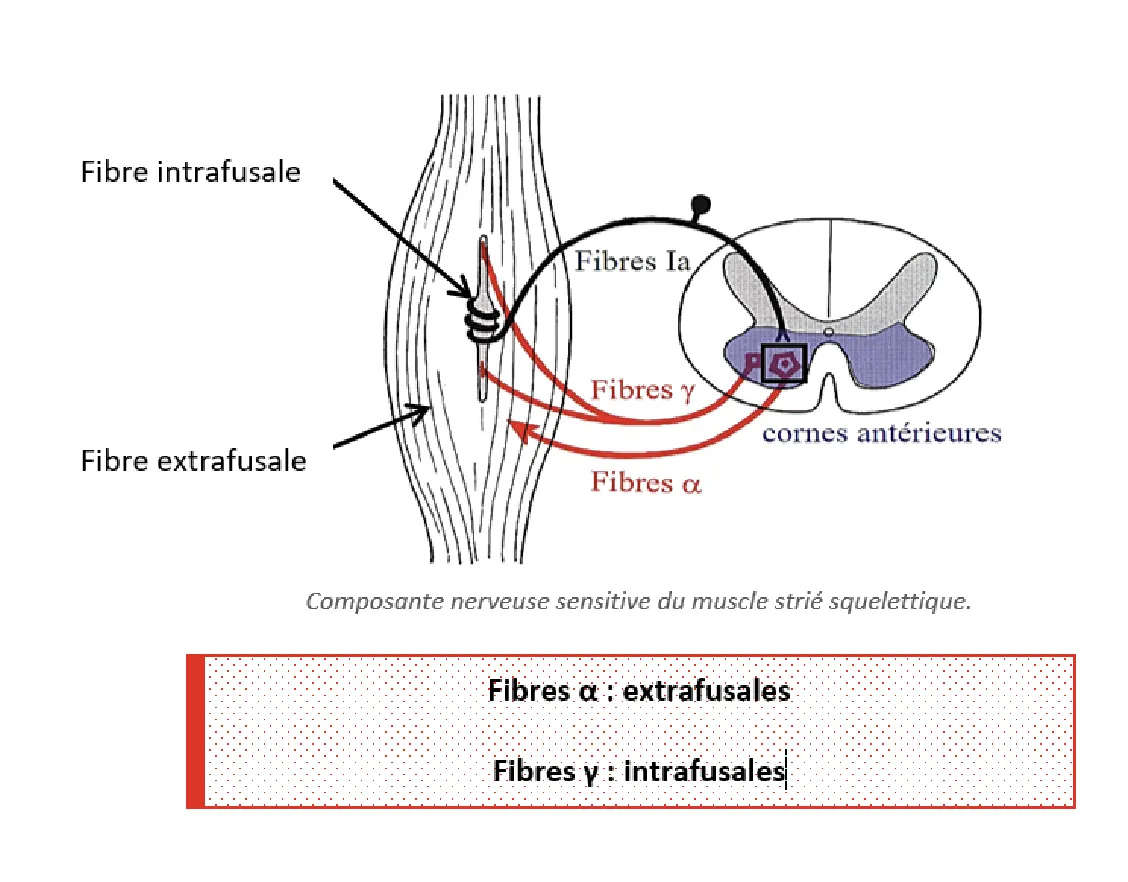 Fibre intrafusale
Fibres Ia
Fibres γ
cornes antérieures
Fibre extrafusale
Fibres α
Composante nerveuse sensitive du muscle strié squelettique.
Fibres α : extrafusales
Fibres γ : intrafusales